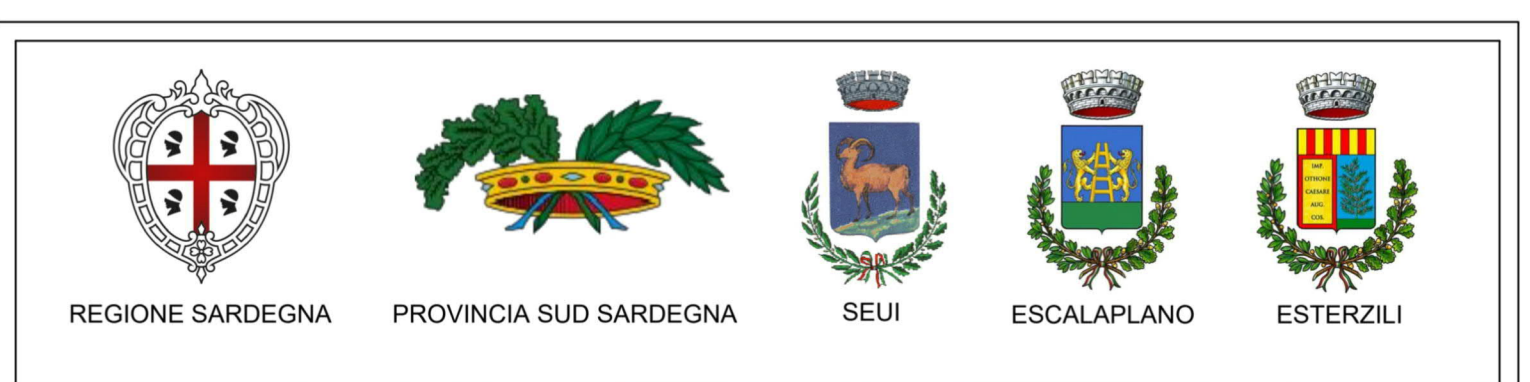 IMP.
OTHONE
CAESARE
AUG.
COS.
REGIONE SARDEGNA
PROVINCIA SUD SARDEGNA
SEUI
ESCALAPLANO
ESTERZILI